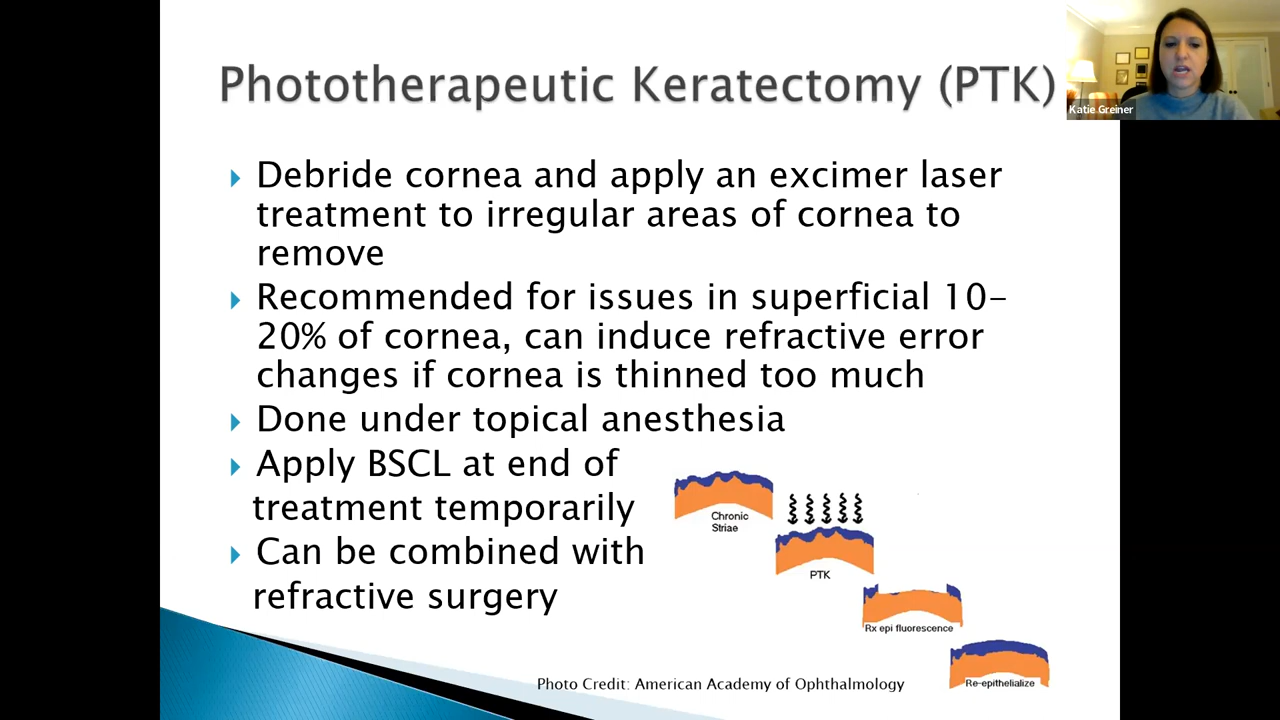 Phototherapeutic Keratectomy (PTK)
Katie Greiner
Debride cornea and apply an excimer laser
treatment to irregular areas of cornea to
remove
Recommended for issues in superficial 10-
20% of cornea, can induce refractive error
changes if cornea is thinned too much
Done under topical anesthesia
Apply BSCL at end of
treatment temporarily
Can be combined with
refractive surgery
Chronic
Striae
PTK
Rx epi fluorescence
Re-epithelialize
Photo Credit: American Academy of Ophthalmology